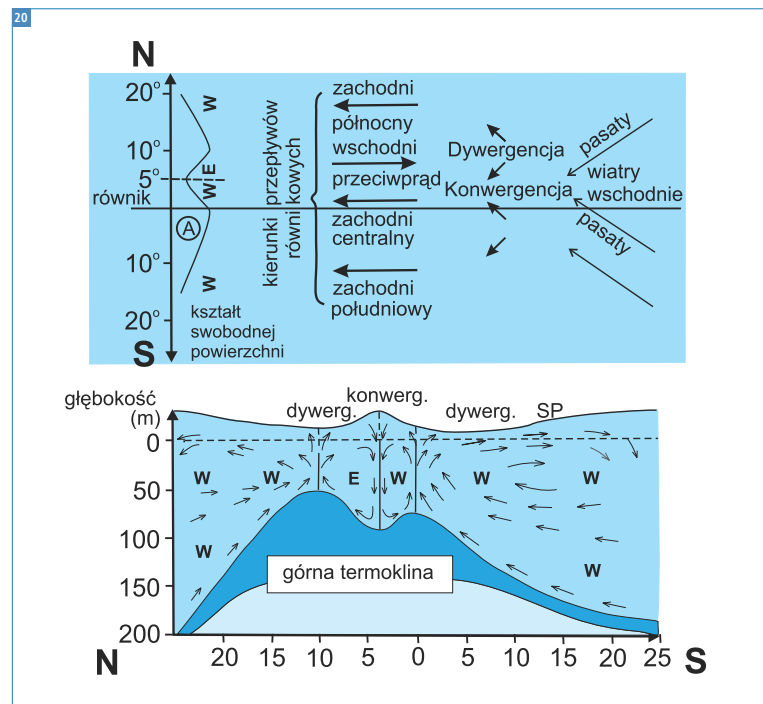 20
N
20°
10°
5°
równik
10°
20°
S
W
E
W
W
A
kształt
swobodnej
powierzchni
kierunki przepływów
równikowych
zachodni
północny
wschodni
przeciwprąd
zachodni
centralny
zachodni
południowy
Dywergencja
Konwergencja
pasaty
wiatry
wschodnie
pasaty
głębokość
(m)
konwerg.
dywerg.
dywerg.
SP
0
50
100
150
200
W W E W W W
W
W
górna termoklina
N 20 15 10 5 0 5 10 15 20 25 S